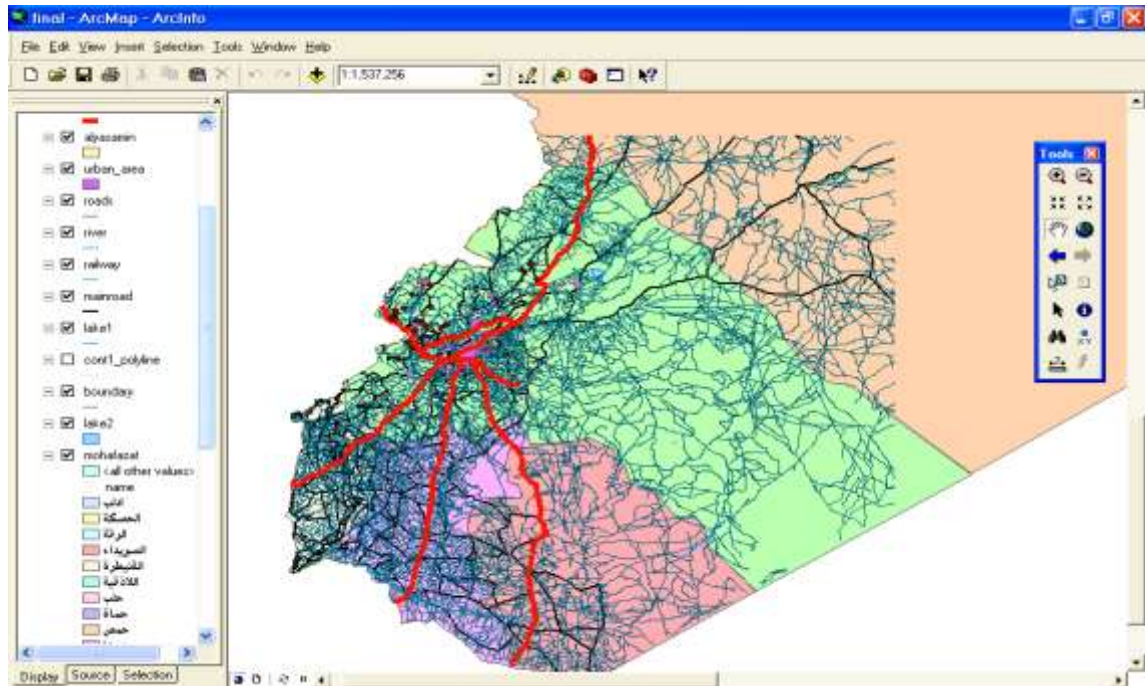 final - ArcMap - ArcInfo
File Edit View Insert Selection Tools Window Help
1:1,537,256
alyasamin
urban_area
roads
river
railway
mainroad
lake1
cont1_polyline
boundary
lake2
mohafazat
<all other values>
name
ادلب
الحسكة
الرقة
السويداء
القنيطرة
اللاذقية
حلب
حماة
حمص
Display Source Selection
Tools